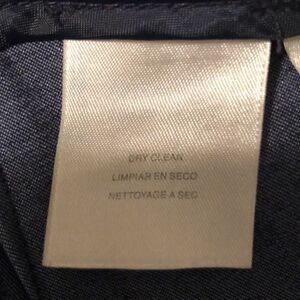 DRY CLEAN
LIMPIAR EN SECO
NETTOYAGE A SEC